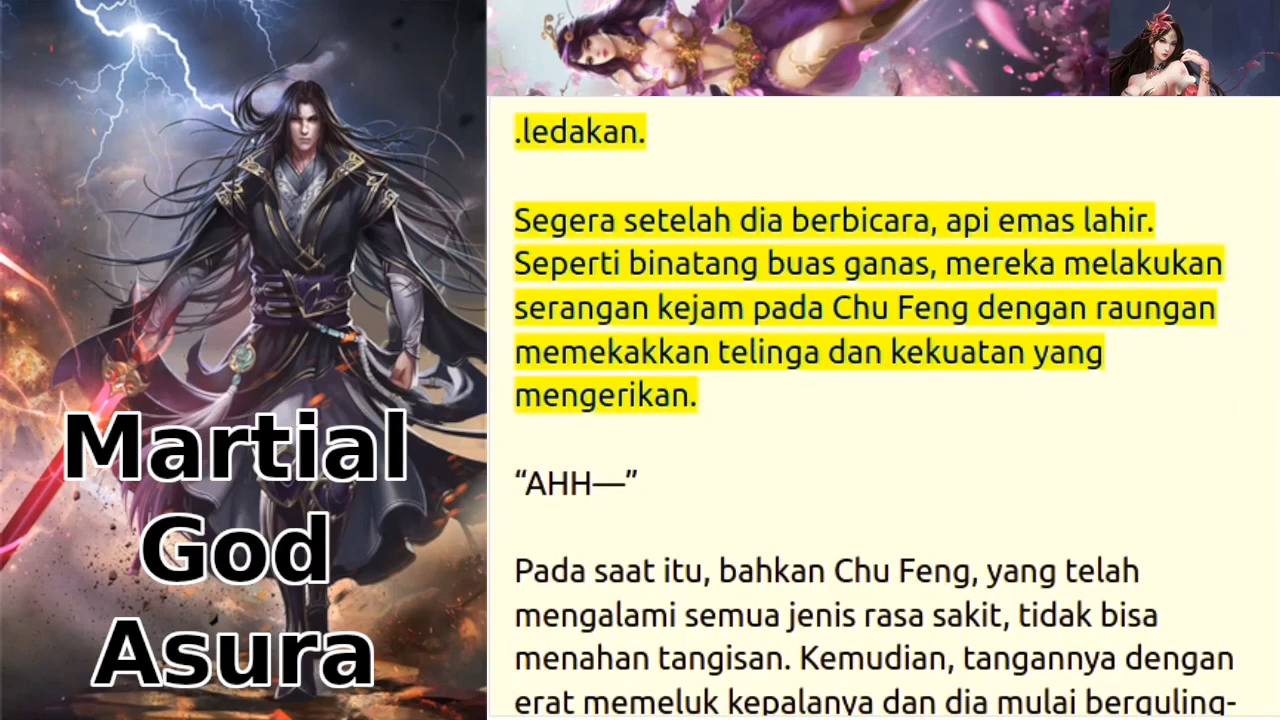 Martial
God
Asura
.ledakan.
Segera setelah dia berbicara, api emas lahir.
Seperti binatang buas ganas, mereka melakukan
serangan kejam pada Chu Feng dengan raungan
memekakkan telinga dan kekuatan yang
mengerikan.
“AHH—”
Pada saat itu, bahkan Chu Feng, yang telah
mengalami semua jenis rasa sakit, tidak bisa
menahan tangisan. Kemudian, tangannya dengan
erat memeluk kepalanya dan dia mulai berguling-